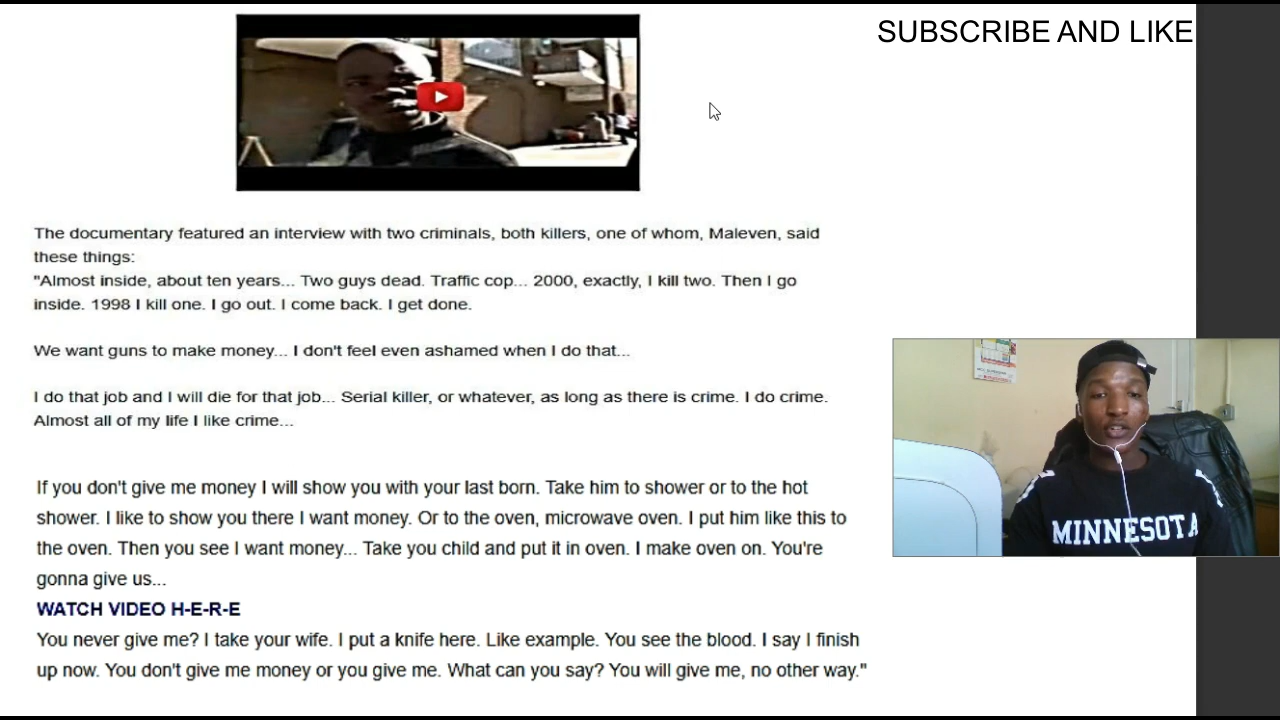 SUBSCRIBE AND LIKE
The documentary featured an interview with two criminals, both killers, one of whom, Maleven, said
these things:
"Almost inside, about ten years... Two guys dead. Traffic cop... 2000, exactly, I kill two. Then I go
inside. 1998 I kill one. I go out. I come back. I get done.
We want guns to make money... I don't feel even ashamed when I do that...
I do that job and I will die for that job... Serial killer, or whatever, as long as there is crime. I do crime.
Almost all of my life I like crime...
If you don't give me money I will show you with your last born. Take him to shower or to the hot
shower. I like to show you there I want money. Or to the oven, microwave oven. I put him like this to
the oven. Then you see I want money... Take you child and put it in oven. I make oven on. You're
gonna give us...
WATCH VIDEO H-E-R-E
You never give me? I take your wife. I put a knife here. Like example. You see the blood. I say I finish
up now. You don't give me money or you give me. What can you say? You will give me, no other way."
MINNESOTA